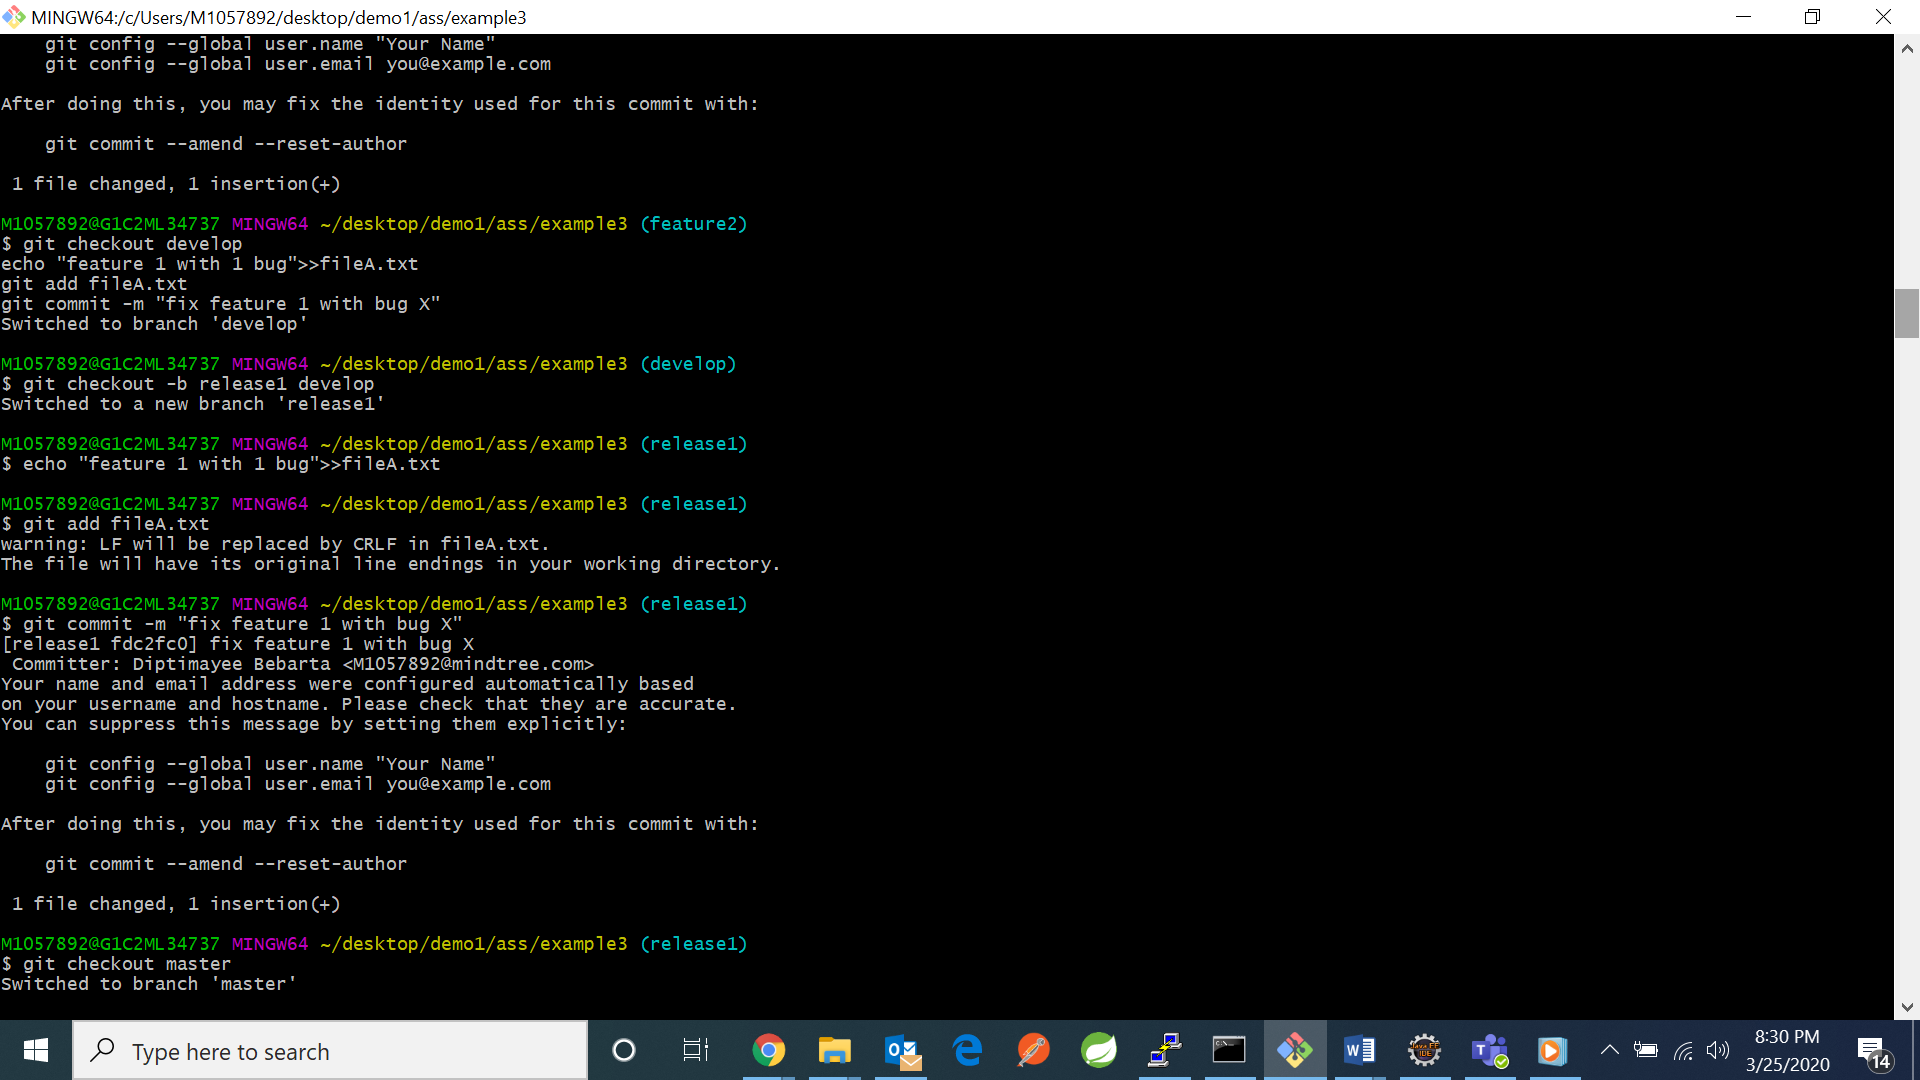 MINGW64:/c/Users/M1057892/desktop/demo1/ass/example3
    git config --global user.name "Your Name"
    git config --global user.email you@example.com
After doing this, you may fix the identity used for this commit with:
    git commit --amend --reset-author
 1 file changed, 1 insertion(+)
M1057892@G1C2ML34737 MINGW64 ~/desktop/demo1/ass/example3 (feature2)
$ git checkout develop
echo "feature 1 with 1 bug">>fileA.txt
git add fileA.txt
git commit -m "fix feature 1 with bug X"
Switched to branch 'develop'
M1057892@G1C2ML34737 MINGW64 ~/desktop/demo1/ass/example3 (develop)
$ git checkout -b release1 develop
Switched to a new branch 'release1'
M1057892@G1C2ML34737 MINGW64 ~/desktop/demo1/ass/example3 (release1)
$ echo "feature 1 with 1 bug">>fileA.txt
M1057892@G1C2ML34737 MINGW64 ~/desktop/demo1/ass/example3 (release1)
$ git add fileA.txt
warning: LF will be replaced by CRLF in fileA.txt.
The file will have its original line endings in your working directory.
M1057892@G1C2ML34737 MINGW64 ~/desktop/demo1/ass/example3 (release1)
$ git commit -m "fix feature 1 with bug X"
[release1 fdc2fc0] fix feature 1 with bug X
 Committer: Diptimayee Bebarta <M1057892@mindtree.com>
Your name and email address were configured automatically based
on your username and hostname. Please check that they are accurate.
You can suppress this message by setting them explicitly:
    git config --global user.name "Your Name"
    git config --global user.email you@example.com
After doing this, you may fix the identity used for this commit with:
    git commit --amend --reset-author
 1 file changed, 1 insertion(+)
M1057892@G1C2ML34737 MINGW64 ~/desktop/demo1/ass/example3 (release1)
$ git checkout master
Switched to branch 'master'
Type here to search
8:30 PM
3/25/2020
14